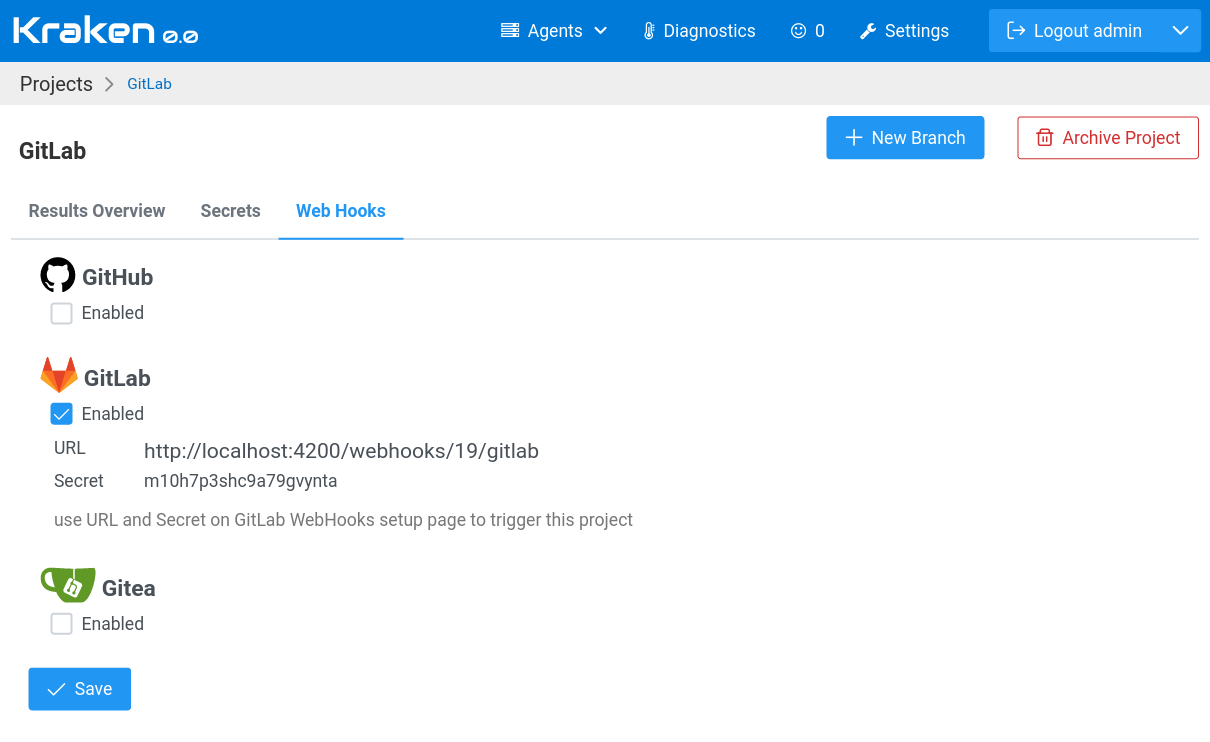 Kraken 0.0 Agents Diagnostics 0 Settings Logout admin
Projects GitLab
GitLab
New Branch Archive Project
Results Overview Secrets Web Hooks
GitHub
Enabled
GitLab
Enabled
URL http://localhost:4200/webhooks/19/gitlab
Secret m10h7p3shc9a79gvynta
use URL and Secret on GitLab WebHooks setup page to trigger this project
Gitea
Enabled
Save